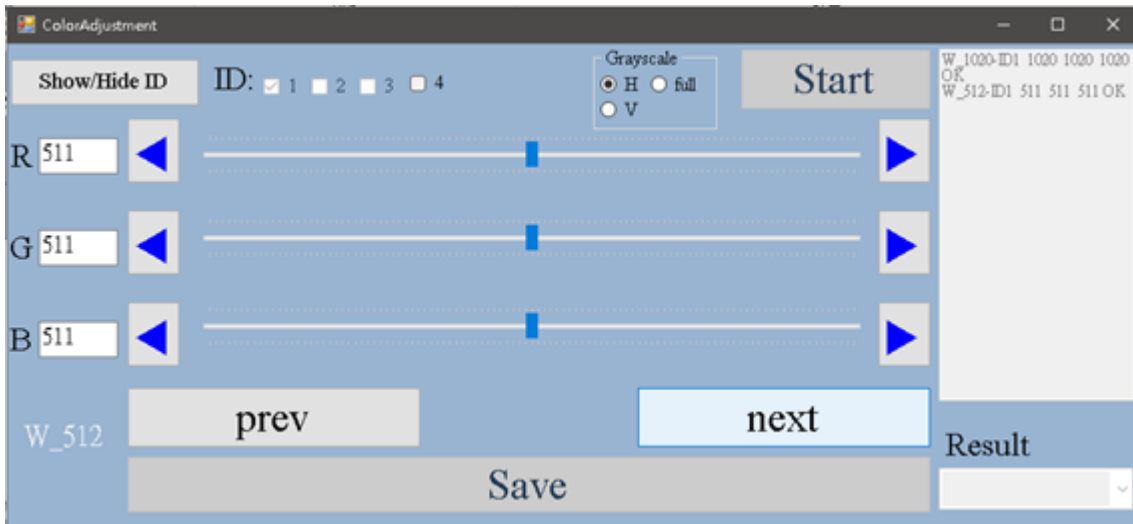 ColorAdjustment
Show/Hide ID
ID: 1 2 3 4
Grayscale
H full
V
Start
W_1020-ID1 1020 1020 1020
OK
W_512-ID1 511 511 511 OK
R 511
G 511
B 511
W_512
prev
next
Save
Result